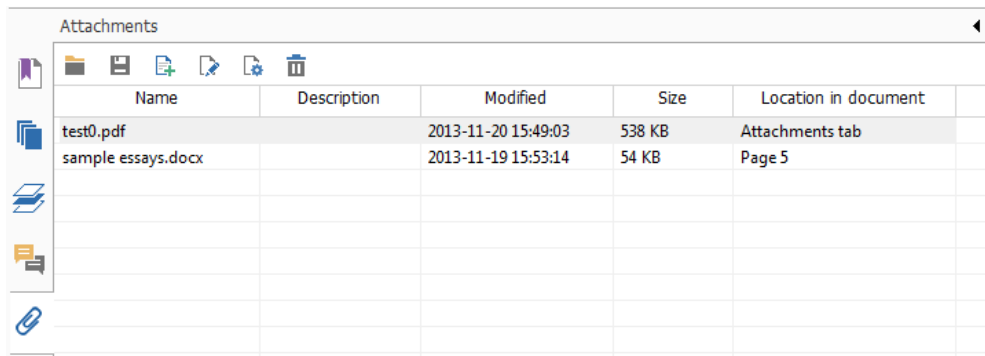 Attachments
Name Description Modified Size Location in document
test0.pdf 2013-11-20 15:49:03 538 KB Attachments tab
sample essays.docx 2013-11-19 15:53:14 54 KB Page 5